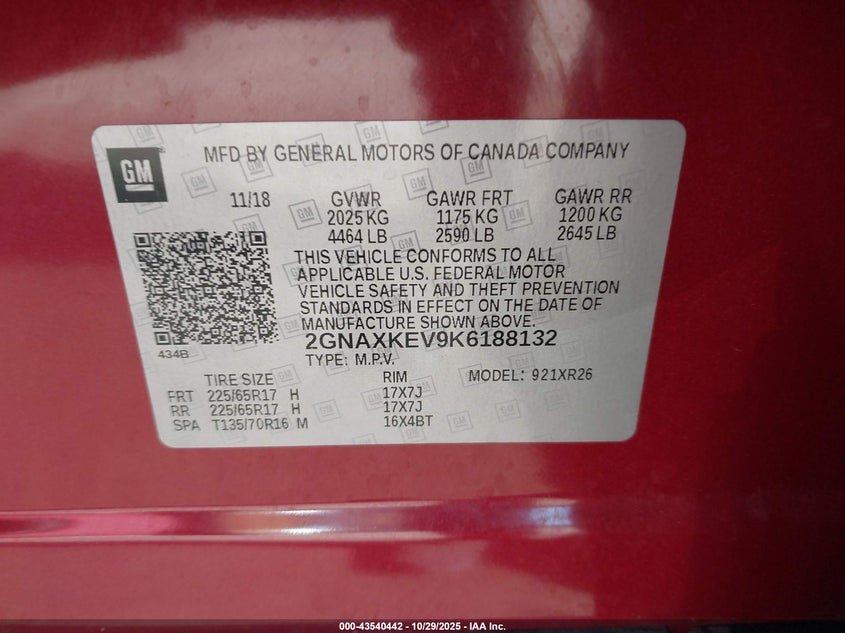 GM
MFD BY GENERAL MOTORS OF CANADA COMPANY
11/18 GVWR GAWR FRT GAWR RR
2025 KG 1175 KG 1200 KG
4464 LB 2590 LB 2645 LB
THIS VEHICLE CONFORMS TO ALL
APPLICABLE U.S. FEDERAL MOTOR
VEHICLE SAFETY AND THEFT PREVENTION
STANDARDS IN EFFECT ON THE DATE OF
MANUFACTURE SHOWN ABOVE.
434B
2GNAXKEV9K6188132
TYPE: M.P.V.
TIRE SIZE RIM MODEL: 921XR26
FRT 225/65R17 H 17X7J
RR 225/65R17 H 17X7J
SPA T135/70R16 M 16X4BT
000-43540442 - 10/29/2025 - IAA Inc.